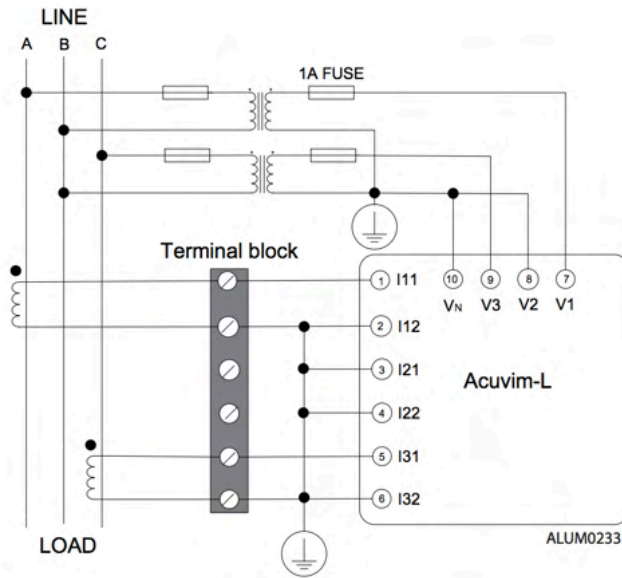 LINE
A B C
1A FUSE
Terminal block
1 I11
2 I12
3 I21
4 I22
5 I31
6 I32
10 9 8 7
VN V3 V2 V1
Acuvim-L
LOAD
ALUM0233